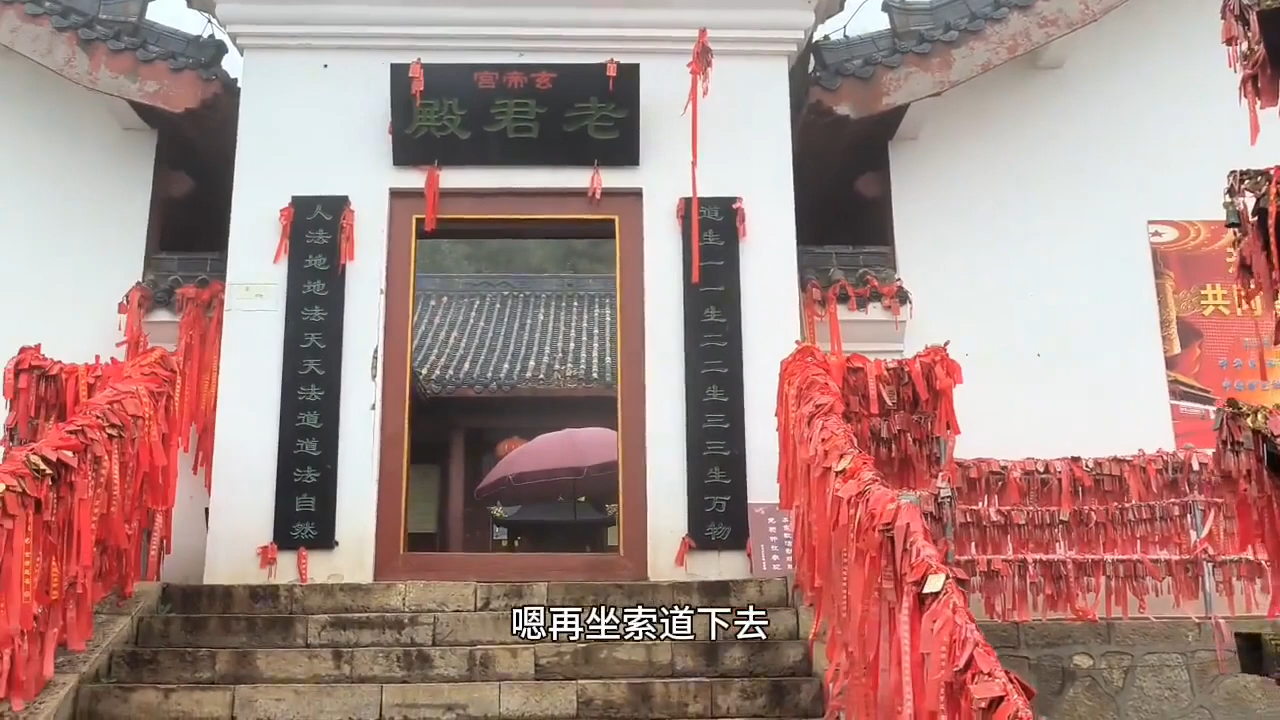 玄帝宫
老君殿
道生一一生二二生三三生万物
人法地地法天天法道道法自然
共同
嗯再坐索道下去